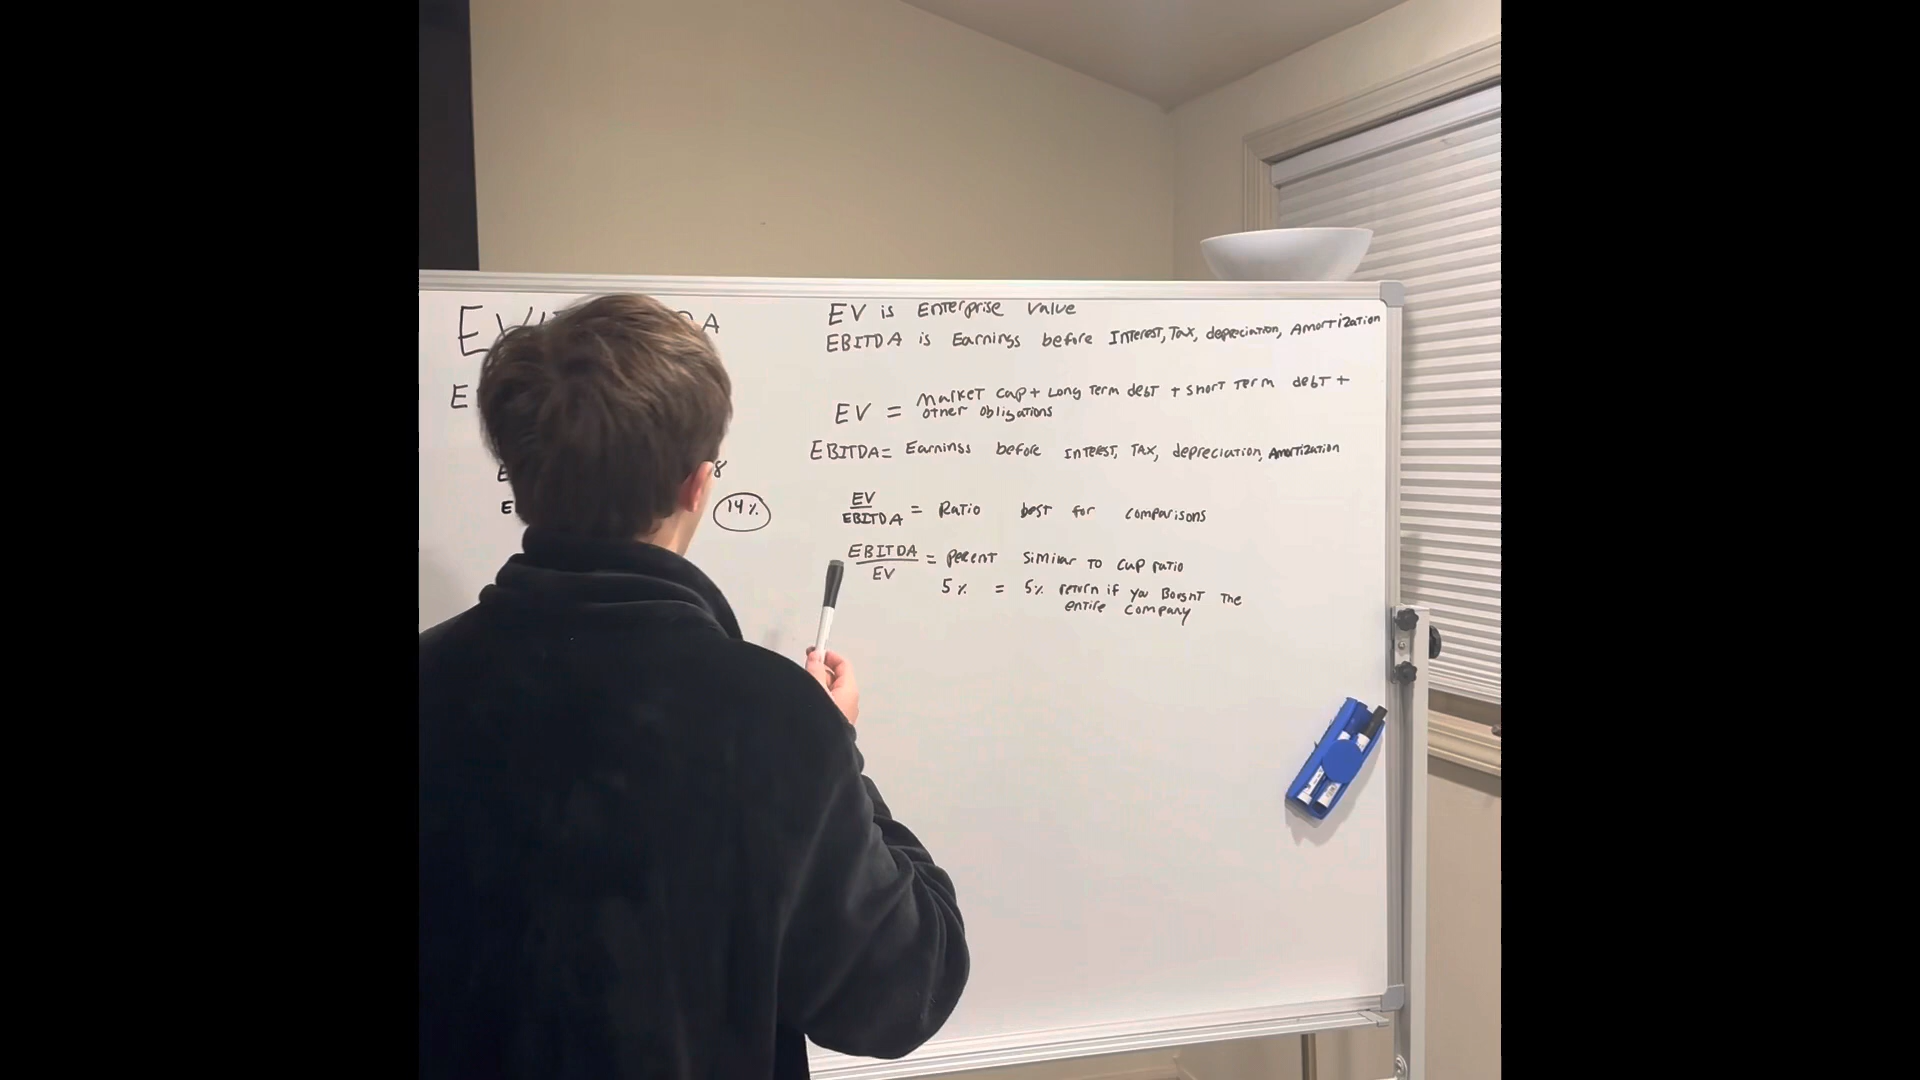 EV is Enterprise Value
EBITDA is Earnings before Interest, Tax, depreciation, Amortization
EV = Market cap + Long Term debt + Short Term debt +
other obligations
EBITDA = Earnings before INTEREST, TAX, depreciation, Amortization
EV
EBITDA = Ratio best for comparisons
EBITDA
EV = Percent Similar to cap ratio
5% = 5% return if you Bought The
entire company
8
14%